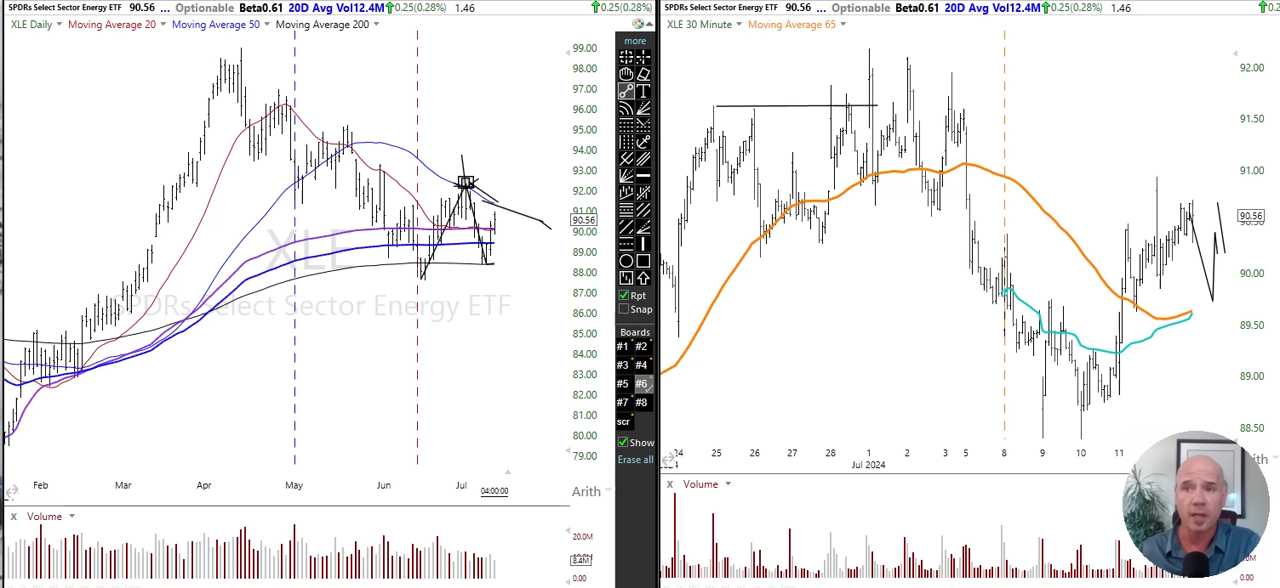 SPDRs Select Sector Energy ETF 90.56 ... Optionable Beta0.61 20D Avg Vol12.4M 0.25(0.28%) 1.46 0.25(0.28%)
XLE Daily Moving Average 20 Moving Average 50 Moving Average 200
99.00
98.00
97.00
96.00
95.00
94.00
93.00
92.00
91.00
90.56
90.00
89.00
88.00
87.00
86.00
85.00
84.00
83.00
82.00
81.00
80.00
79.00
XLE
SPDRs Select Sector Energy ETF
Feb Mar Apr May Jun Jul 04:00:00
Arith
X Volume
20.0M
8.4M
0.00
more
T
Rpt
Snap
Boards
#1 #2
#3 #4
#5 #6
#7 #8
scr
Show
Erase all
SPDRs Select Sector Energy ETF 90.56 ... Optionable Beta0.61 20D Avg Vol12.4M 0.25(0.28%) 1.46
XLE 30 Minute Moving Average 65
92.00
91.50
91.00
90.56
90.50
90.00
89.50
89.00
88.50
24 25 26 27 28 1 2 3 5 8 9 10 11
Jul 2024
X Volume